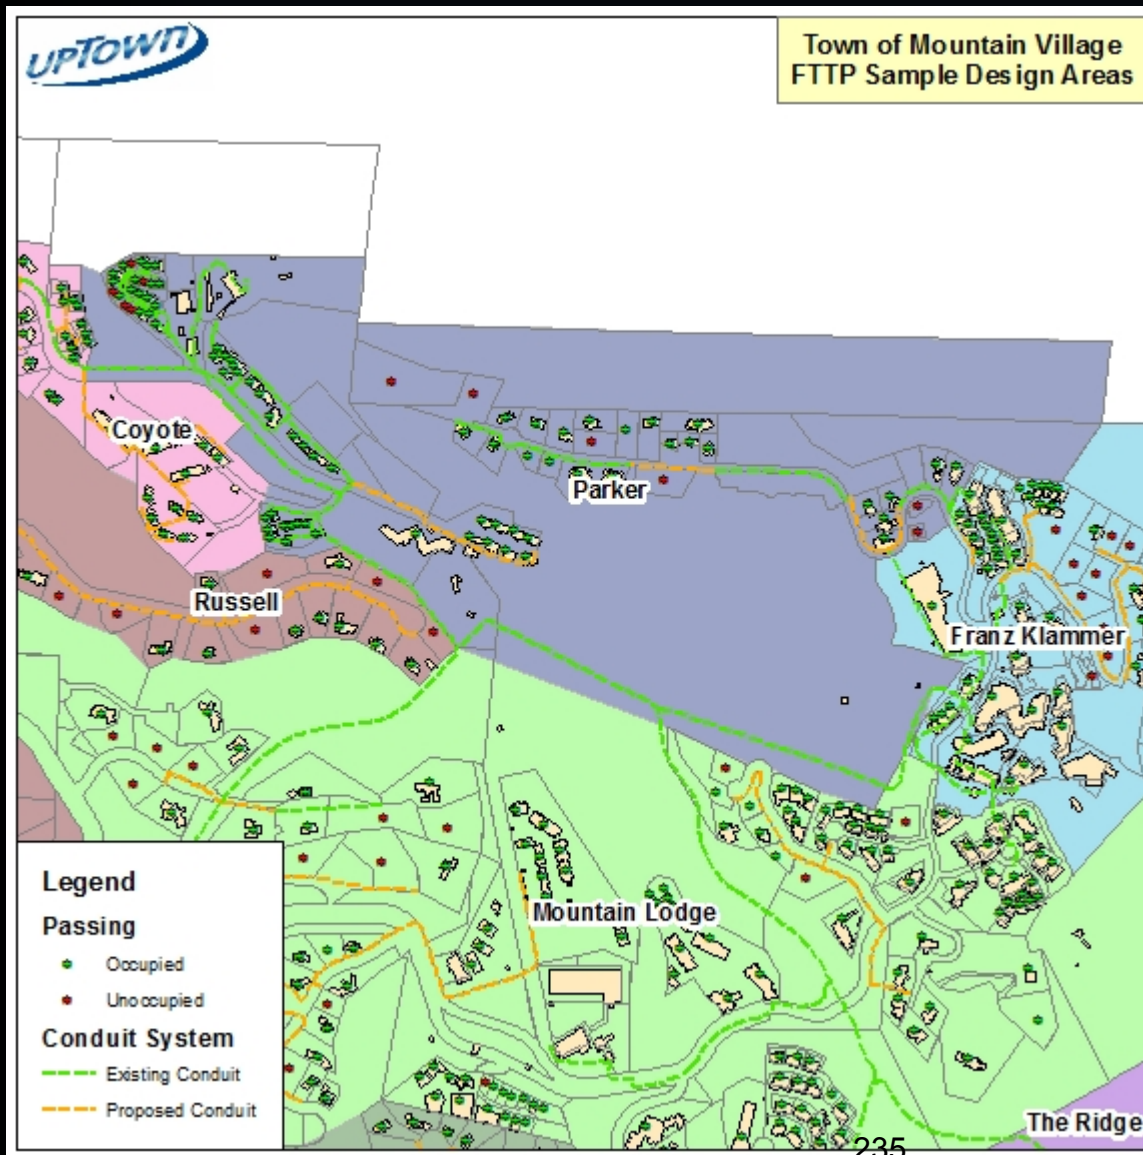 UPTOWN
Town of Mountain Village
FTTP Sample Design Areas
Coyote
Parker
Russell
Franz Klammer
Mountain Lodge
The Ridge
Legend
Passing
Occupied
Unoccupied
Conduit System
Existing Conduit
Proposed Conduit
235